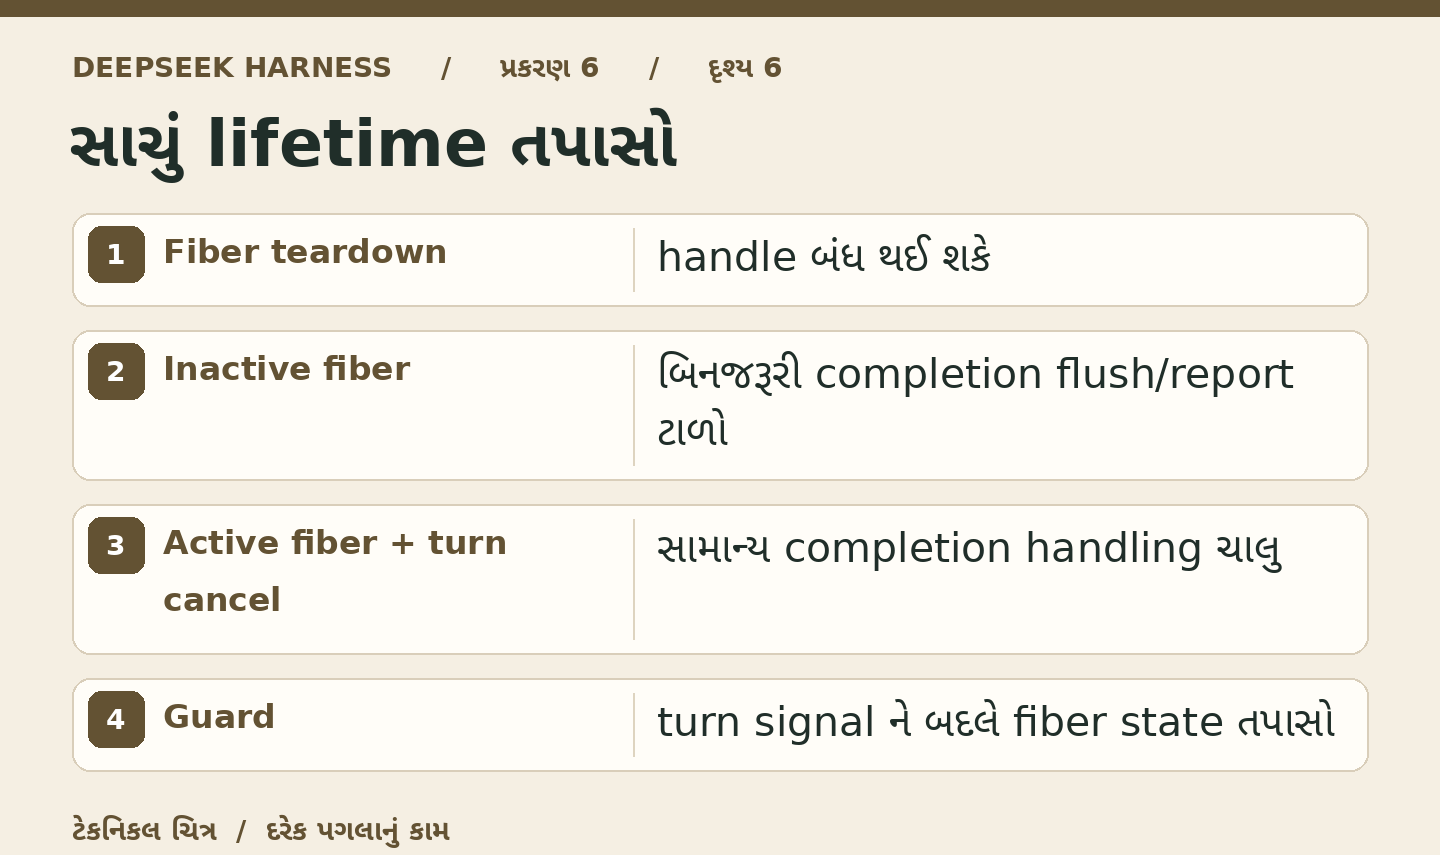 DEEPSEEK HARNESS / પ્રકરણ 6 / દૃશ્ય 6
સાચું lifetime તપાસો
1 Fiber teardown handle બંધ થઈ શકે
2 Inactive fiber બિનજરૂરી completion flush/report
ટાળો
3 Active fiber + turn સામાન્ય completion handling ચાલુ
cancel
4 Guard turn signal ને બદલે fiber state તપાસો
ટેકનિકલ ચિત્ર / દરેક પગલાનું કામ